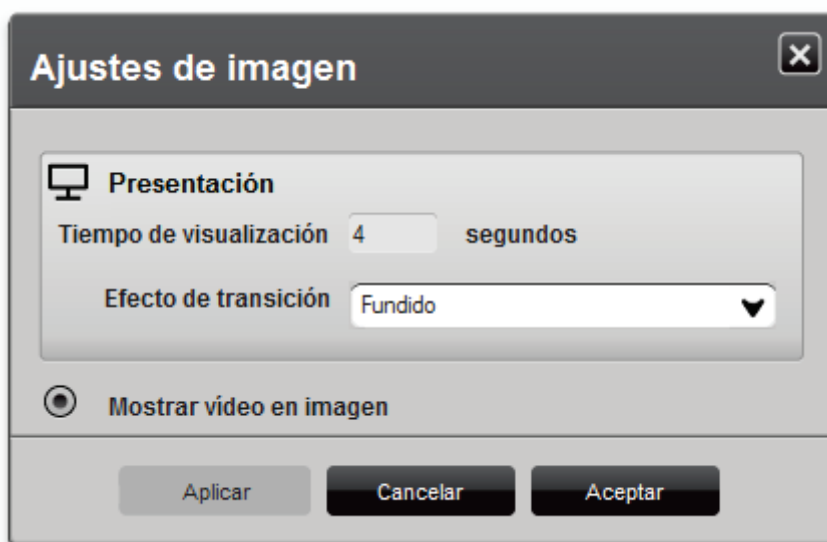 Ajustes de imagen
Presentación
Tiempo de visualización 4 segundos
Efecto de transición Fundido
Mostrar vídeo en imagen
Aplicar Cancelar Aceptar